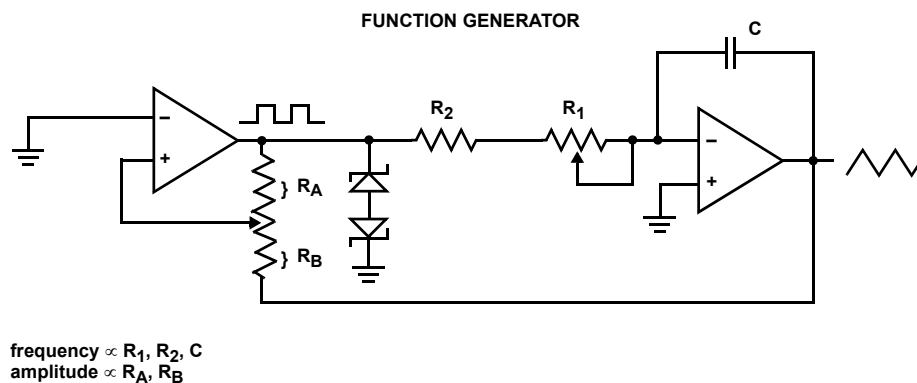 FUNCTION GENERATOR
C
R2
R1
–
+
–
+
} RA
} RB
frequency ∝ R1, R2, C
amplitude ∝ RA, RB